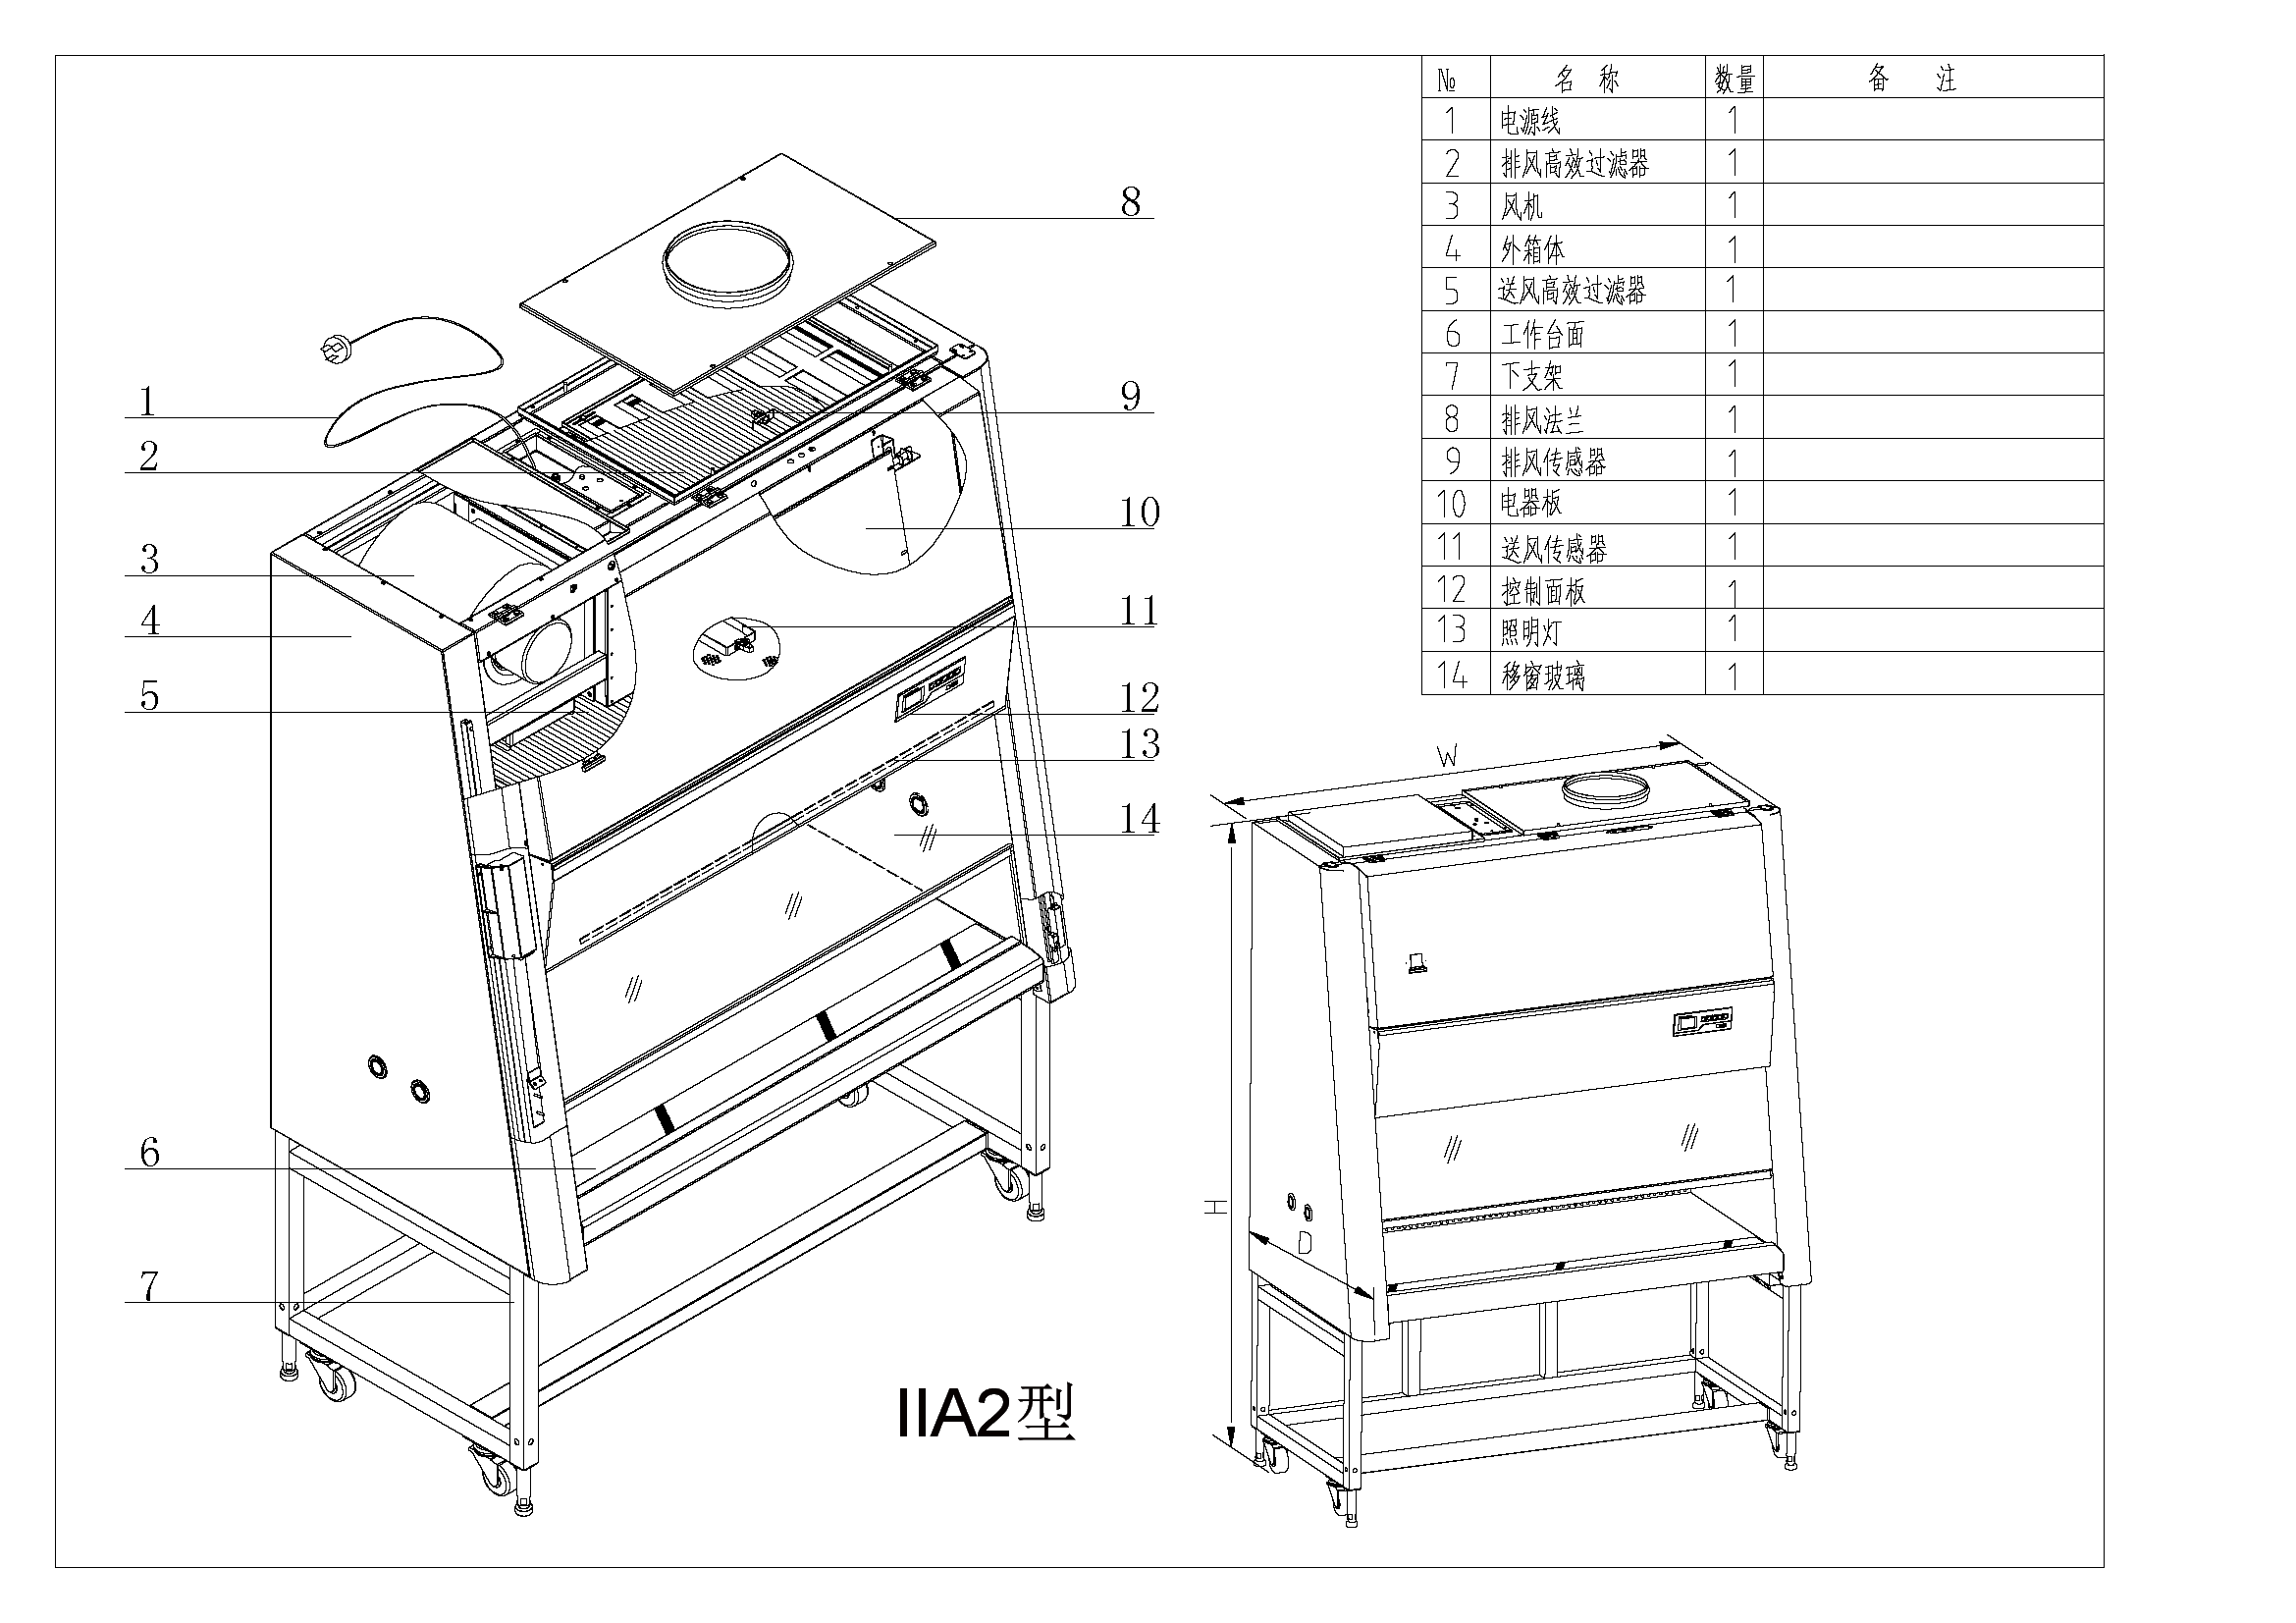 № 名 称 数量 备 注
1 电源线 1
2 排风高效过滤器 1
3 风机 1
4 外箱体 1
5 送风高效过滤器 1
6 工作台面 1
7 下支架 1
8 排风法兰 1
9 排风传感器 1
10 电器板 1
11 送风传感器 1
12 控制面板 1
13 照明灯 1
14 移窗玻璃 1
8
1
9
2
10
3
4
11
5
12
13
14
6
7
W
H
D
IIA2型